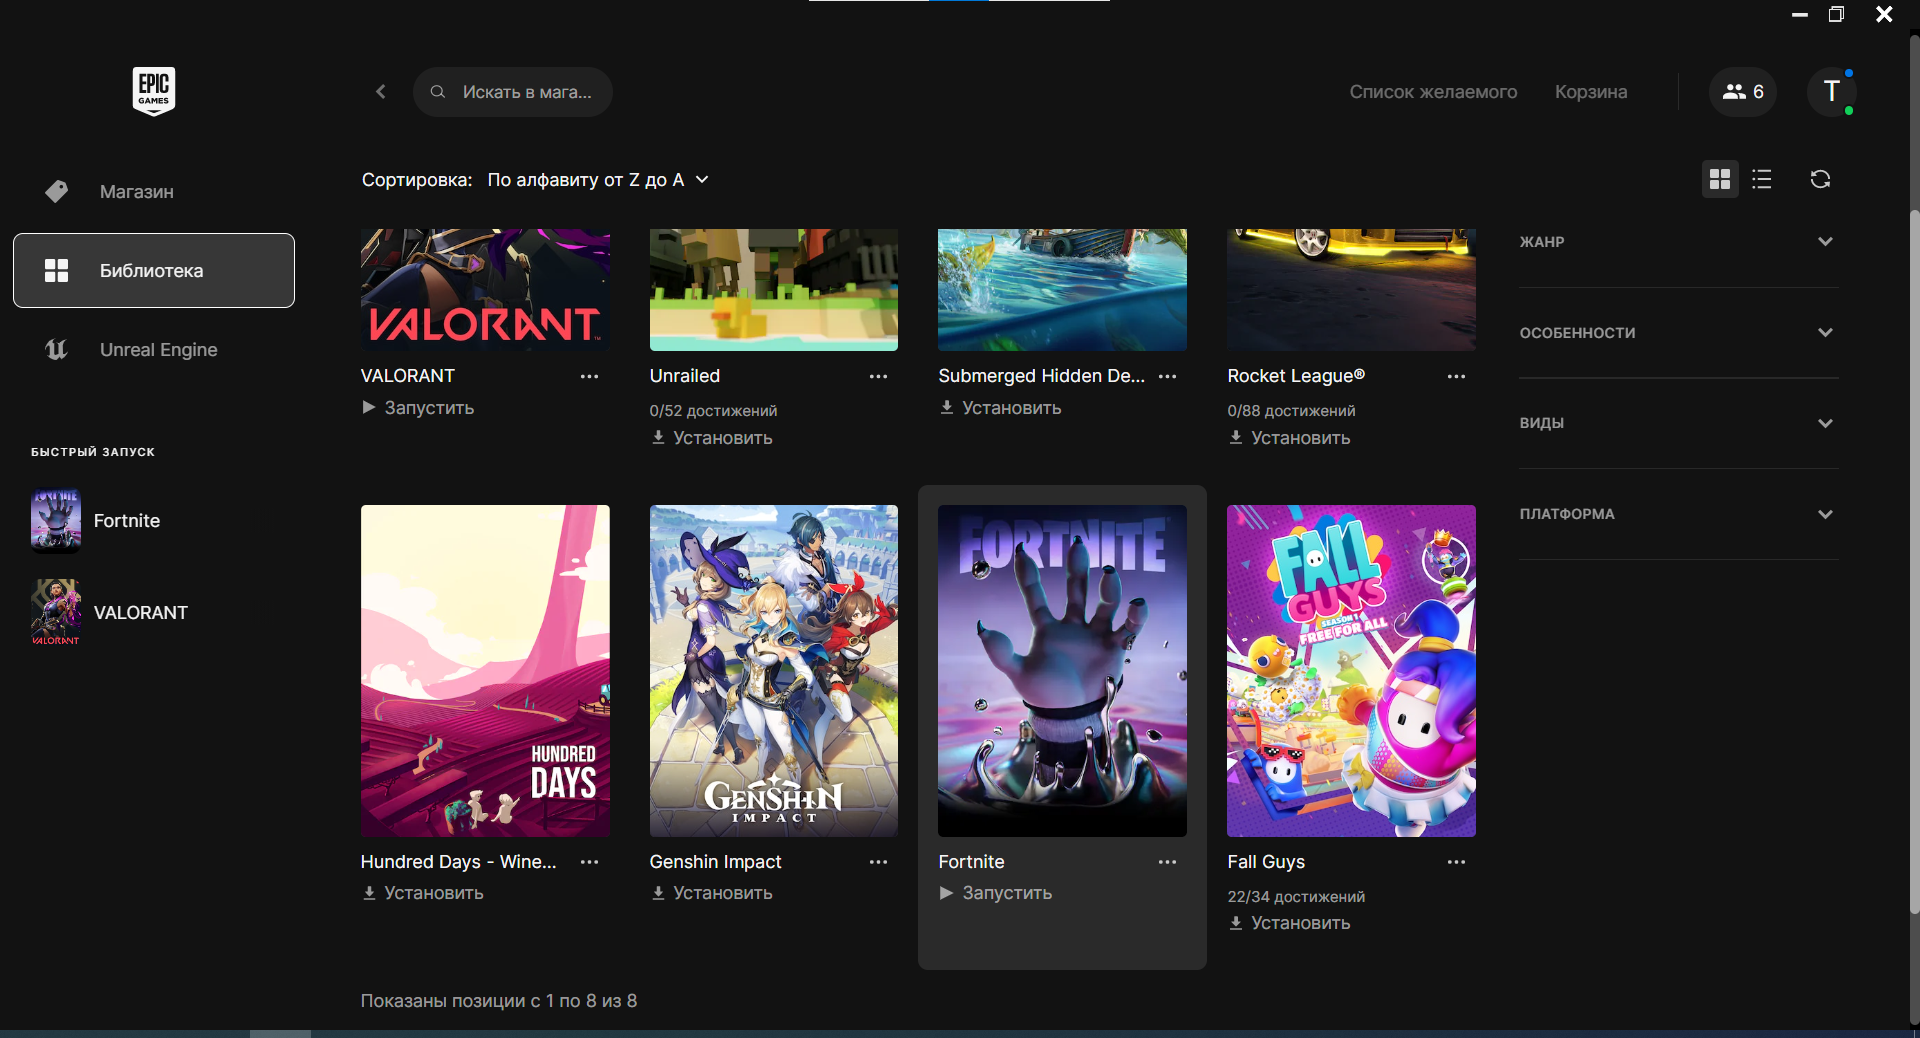 EPIC
GAMES
Искать в мага...
Список желаемого
Корзина
6
T
Магазин
Библиотека
Unreal Engine
БЫСТРЫЙ ЗАПУСК
FORTNITE
Fortnite
VALORANT
VALORANT
Сортировка: По алфавиту от Z до A
VALORANT
VALORANT
Запустить
Unrailed
0/52 достижений
Установить
Submerged Hidden De...
Установить
Rocket League®
0/88 достижений
Установить
HUNDRED
DAYS
Hundred Days - Wine...
Установить
GENSHIN
IMPACT
Genshin Impact
Установить
FORTNITE
Fortnite
Запустить
FALL
GUYS
SEASON 1
FREE FOR ALL
Fall Guys
22/34 достижений
Установить
Показаны позиции с 1 по 8 из 8
ЖАНР
ОСОБЕННОСТИ
ВИДЫ
ПЛАТФОРМА